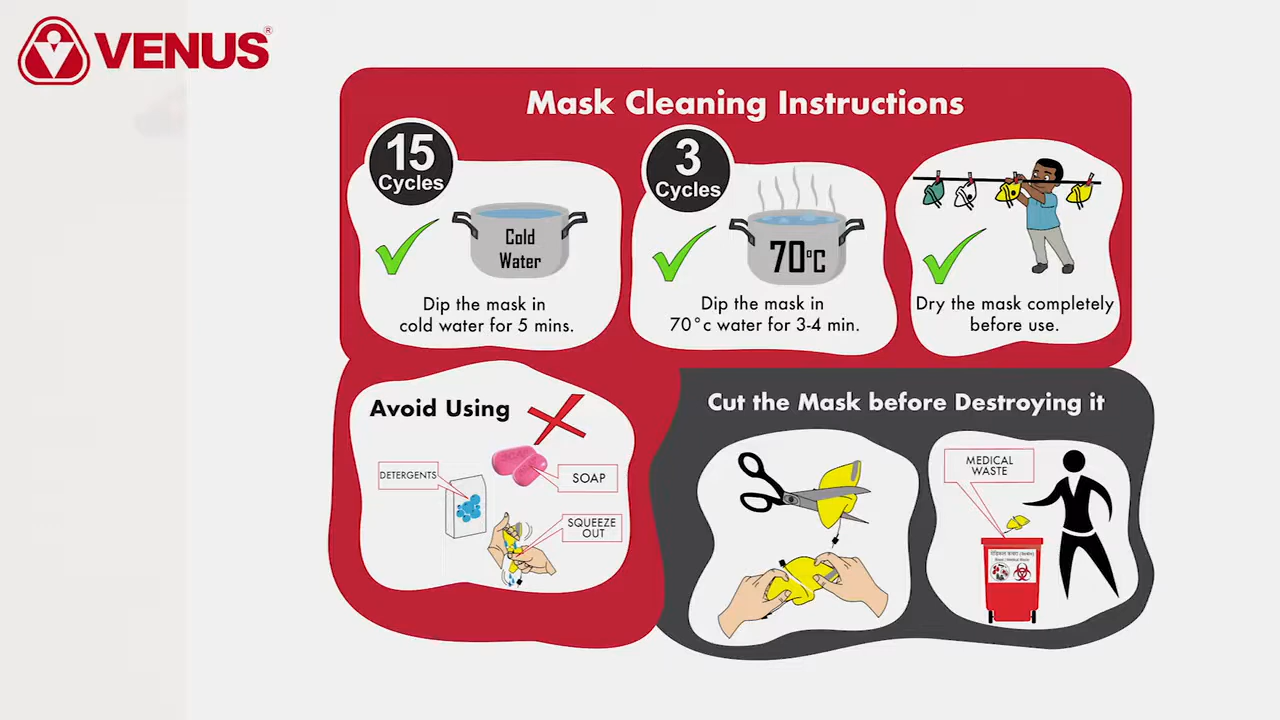 VENUS®
Mask Cleaning Instructions
15
Cycles
Cold
Water
Dip the mask in
cold water for 5 mins.
3
Cycles
70°C
Dip the mask in
70°c water for 3-4 min.
Dry the mask completely
before use.
Avoid Using
DETERGENTS
SOAP
SOAP
SQUEEZE
OUT
Cut the Mask before Destroying it
MEDICAL
WASTE